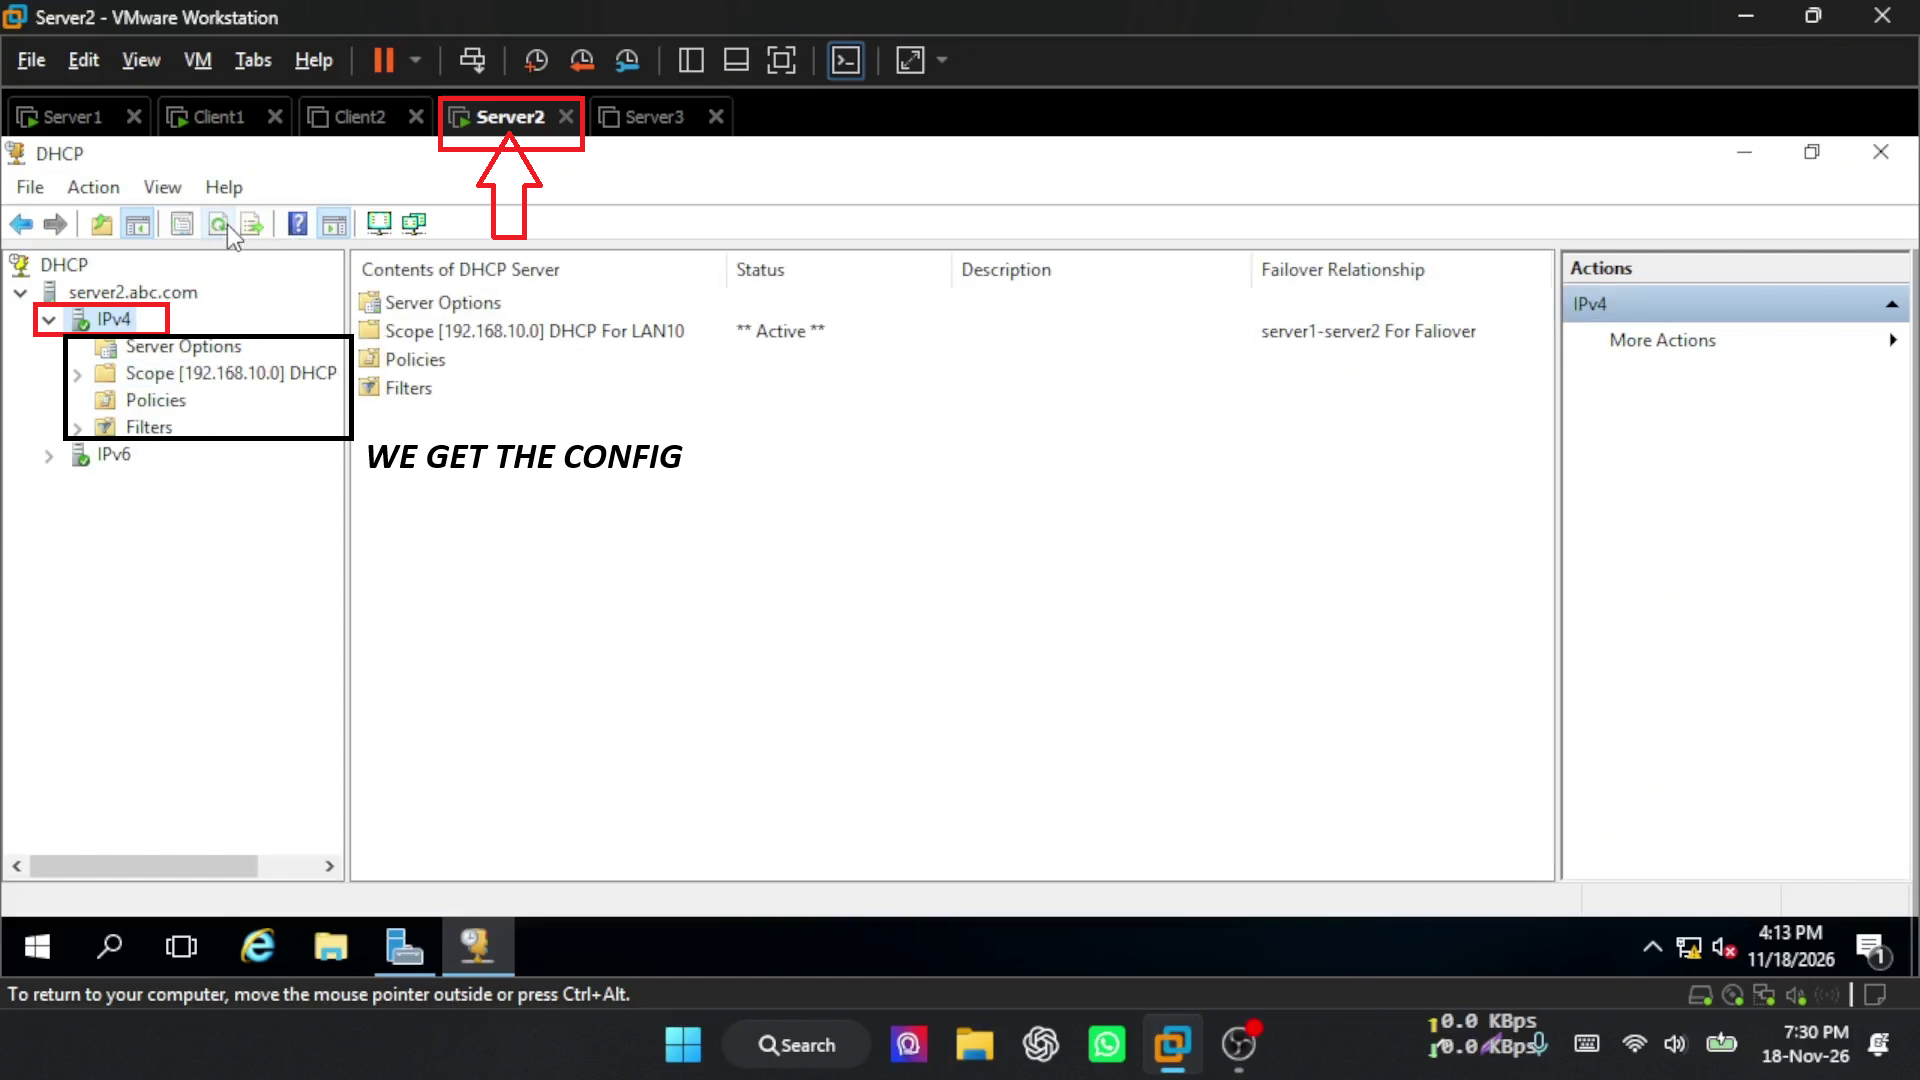 Server2 - VMware Workstation
File Edit View VM Tabs Help
Server1 Client1 Client2 Server2 Server3
DHCP
File Action View Help
DHCP
server2.abc.com
IPv4
Server Options
Scope [192.168.10.0] DHCP
Policies
Filters
IPv6
Contents of DHCP Server Status Description Failover Relationship
Server Options
Scope [192.168.10.0] DHCP For LAN10 ** Active ** server1-server2 For Faliover
Policies
Filters
WE GET THE CONFIG
Actions
IPv4
More Actions
4:13 PM
11/18/2026
1
To return to your computer, move the mouse pointer outside or press Ctrl+Alt.
Search
0.0 KBps
0.0 KBps
7:30 PM
18-Nov-26